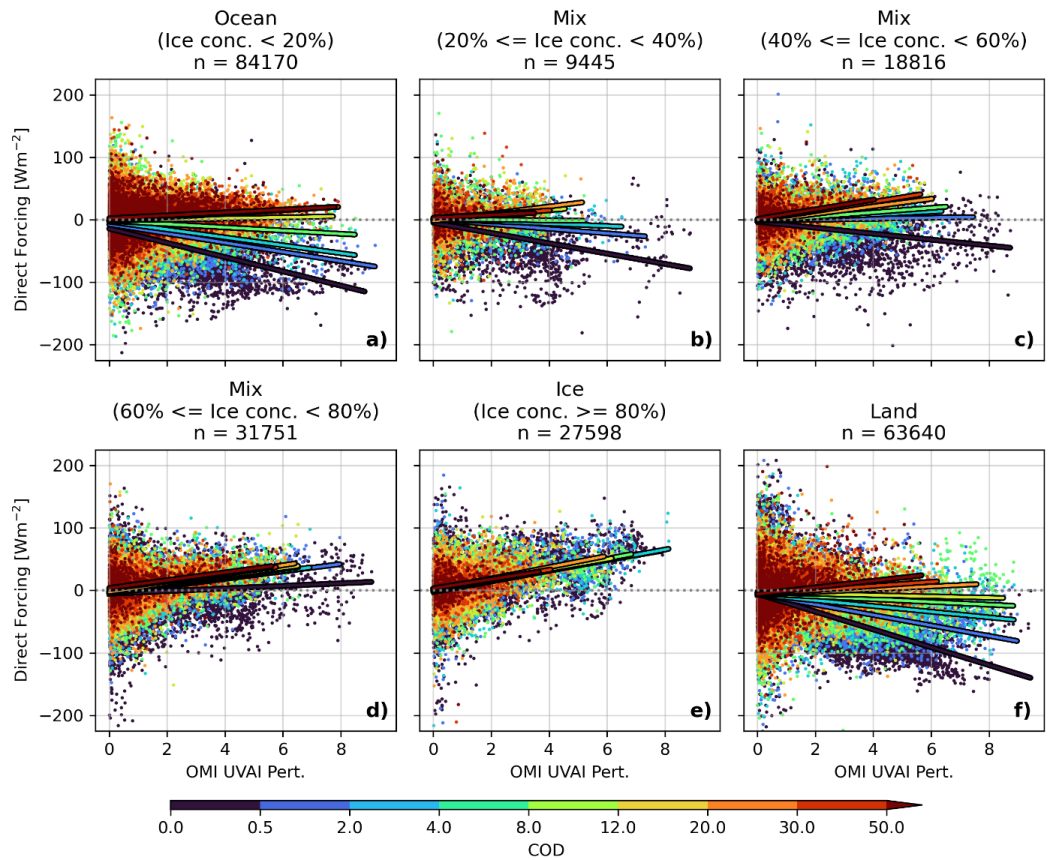 Ocean
(Ice conc. < 20%)
n = 84170
Mix
(20% <= Ice conc. < 40%)
n = 9445
Mix
(40% <= Ice conc. < 60%)
n = 18816
200
100
0
−100
−200
Direct Forcing [Wm⁻²]
a)
b)
c)
Mix
(60% <= Ice conc. < 80%)
n = 31751
Ice
(Ice conc. >= 80%)
n = 27598
Land
n = 63640
200
100
0
−100
−200
Direct Forcing [Wm⁻²]
d)
e)
f)
0 2 4 6 8
0 2 4 6 8
0 2 4 6 8
OMI UVAI Pert.
OMI UVAI Pert.
OMI UVAI Pert.
0.0 0.5 2.0 4.0 8.0 12.0 20.0 30.0 50.0
COD